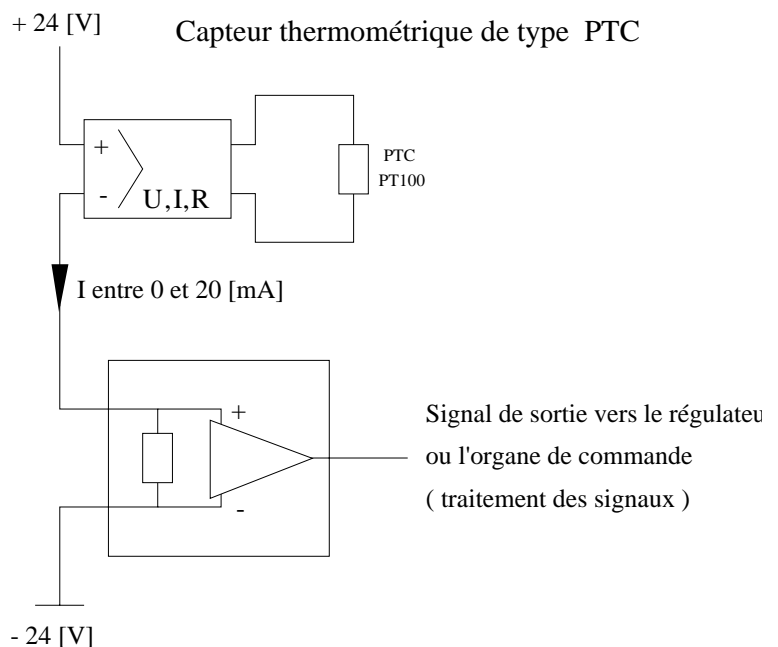 + 24 [V]
Capteur thermométrique de type PTC
+
-
U,I,R
PTC
PT100
I entre 0 et 20 [mA]
+
-
Signal de sortie vers le régulateu
ou l'organe de commande
( traitement des signaux )
- 24 [V]